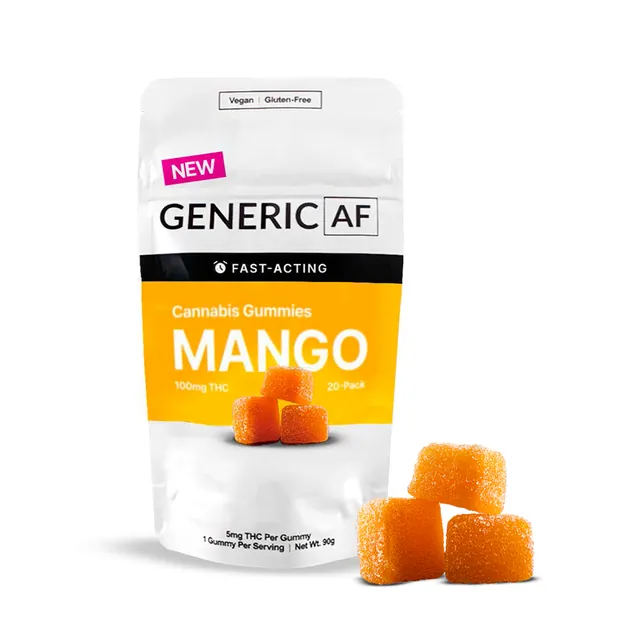 Vegan | Gluten-Free
NEW
GENERIC AF
FAST-ACTING
Cannabis Gummies
MANGO
100mg THC 20-Pack
5mg THC Per Gummy
1 Gummy Per Serving | Net Wt. 90g